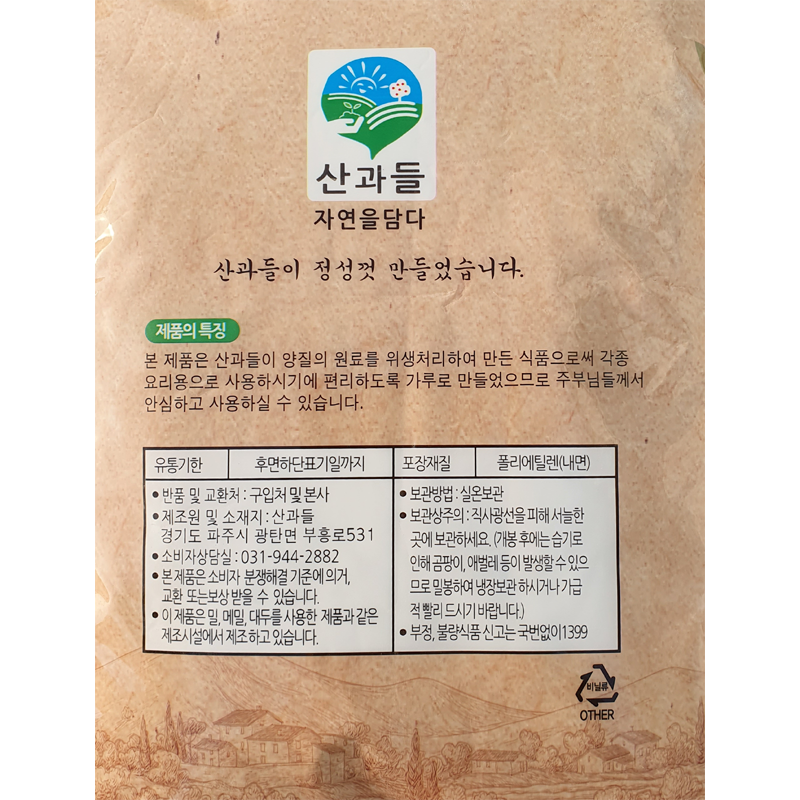 산과들
자연을담다
산과들이 정성껏 만들었습니다.
제품의 특징
본 제품은 산과들이 양질의 원료를 위생처리하여 만든 식품으로써 각종
요리용으로 사용하시기에 편리하도록 가루로 만들었으므로 주부님들께서
안심하고 사용하실 수 있습니다.
유통기한 후면하단표기일까지 포장재질 폴리에틸렌(내면)
• 반품 및 교환처 : 구입처 및 본사
• 제조원 및 소재지 : 산과들
경기도 파주시 광탄면 부흥로531
• 소비자상담실 : 031-944-2882
• 본 제품은 소비자 분쟁해결 기준에 의거,
교환 또는보상 받을 수 있습니다.
• 이 제품은 밀, 메밀, 대두를 사용한 제품과 같은
제조시설에서 제조하고 있습니다.
• 보관방법 : 실온보관
• 보관상주의 : 직사광선을 피해 서늘한
곳에 보관하세요. (개봉 후에는 습기로
인해 곰팡이, 애벌레 등이 발생할 수 있으
므로 밀봉하여 냉장보관 하시거나 가급
적 빨리 드시기 바랍니다.)
• 부정, 불량식품 신고는 국번없이1399
비닐류
OTHER